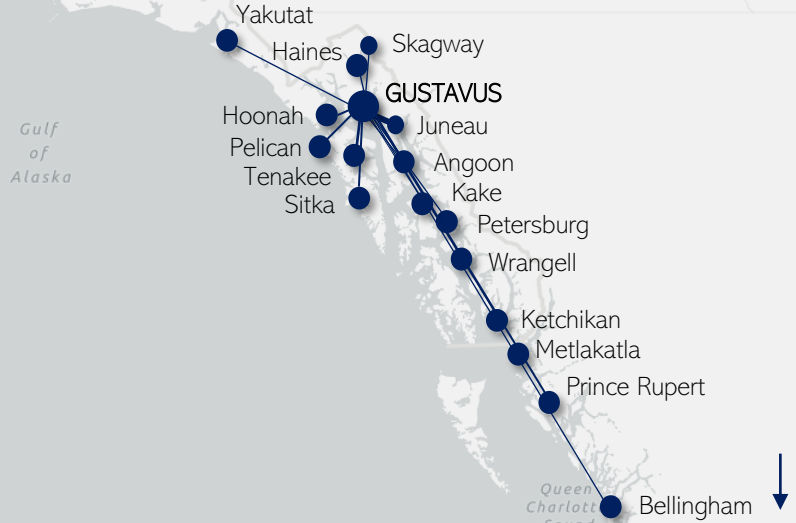 Yakutat
Skagway
Haines
GUSTAVUS
Hoonah
Juneau
Gulf
of
Alaska
Pelican
Angoon
Tenakee
Kake
Sitka
Petersburg
Wrangell
Ketchikan
Metlakatla
Prince Rupert
Queen
Charlott
Bellingham